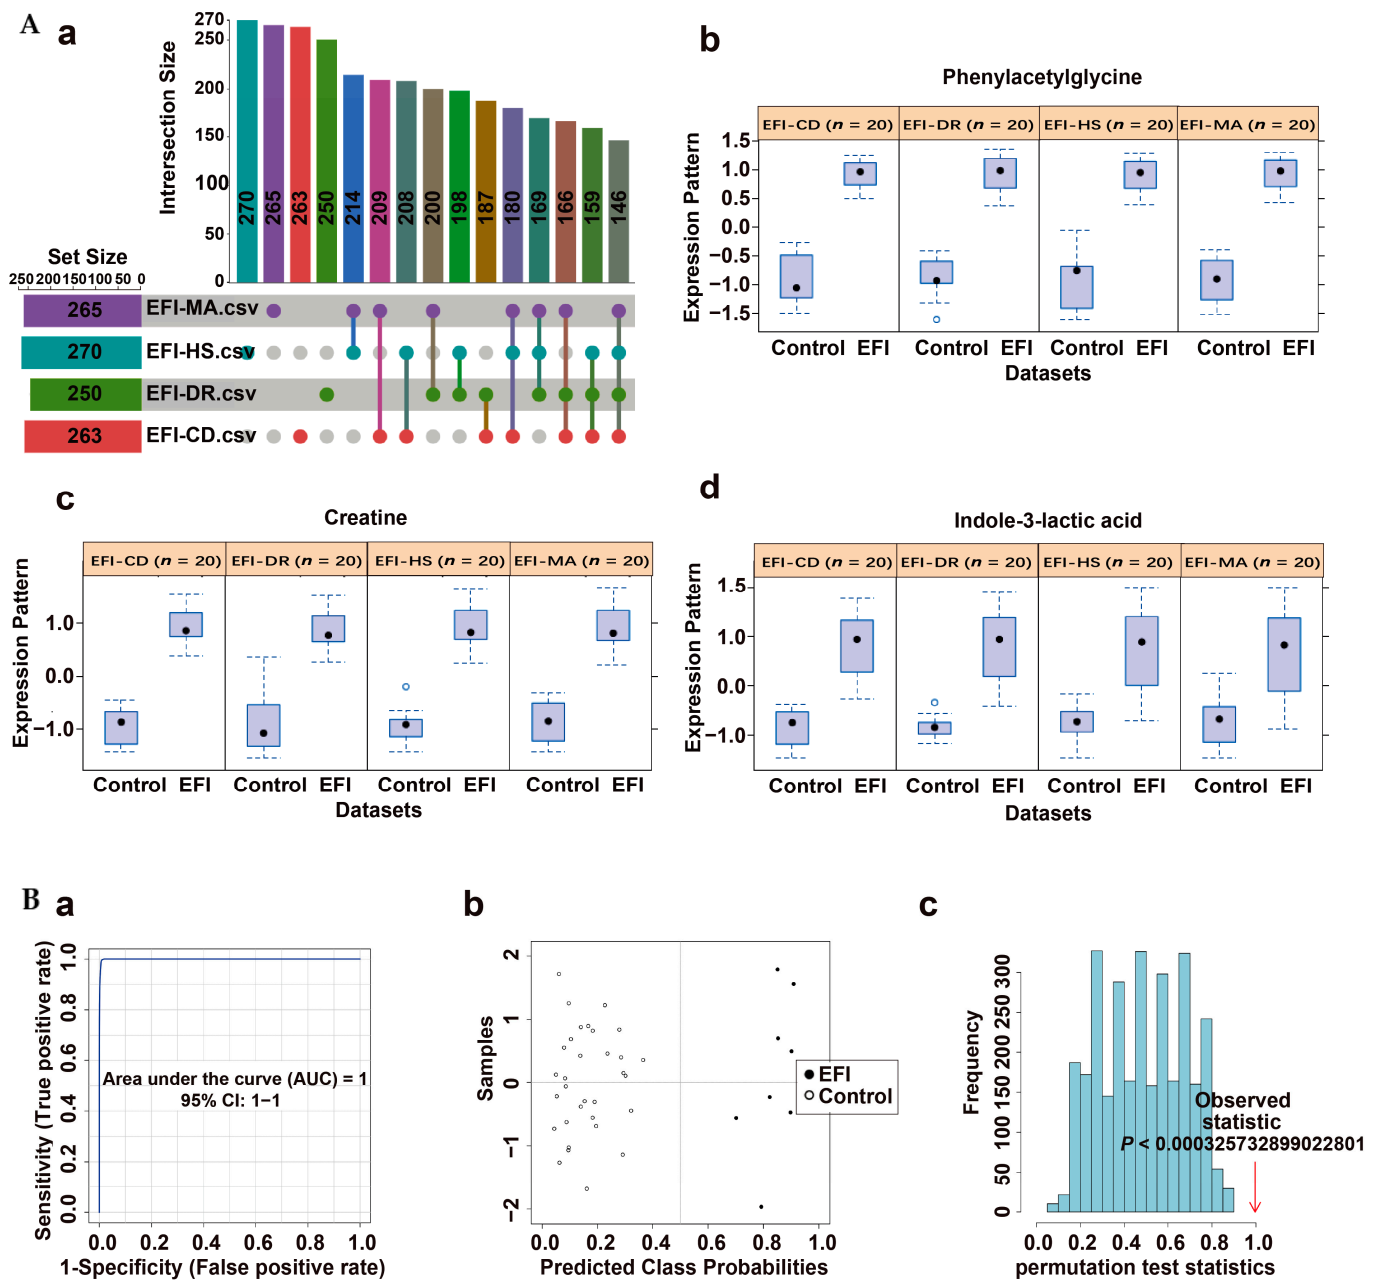 A
a
Intrersection Size
270
250
200
150
100
50
0
270
265
263
250
214
209
208
200
198
187
180
169
166
159
146
Set Size
250 200 150 100 50 0
265 EFI-MA.csv
270 EFI-HS.csv
250 EFI-DR.csv
263 EFI-CD.csv
b
Phenylacetylglycine
EFI-CD (n = 20) EFI-DR (n = 20) EFI-HS (n = 20) EFI-MA (n = 20)
Expression Pattern
1.5
1.0
0.5
0.0
−0.5
−1.0
−1.5
Control EFI Control EFI Control EFI Control EFI
Datasets
c
Creatine
EFI-CD (n = 20) EFI-DR (n = 20) EFI-HS (n = 20) EFI-MA (n = 20)
Expression Pattern
1.0
0.0
−1.0
Control EFI Control EFI Control EFI Control EFI
Datasets
d
Indole-3-lactic acid
EFI-CD (n = 20) EFI-DR (n = 20) EFI-HS (n = 20) EFI-MA (n = 20)
Expression Pattern
1.5
1.0
0.0
−1.0
Control EFI Control EFI Control EFI Control EFI
Datasets
B
a
Sensitivity (True positive rate)
1.0
0.8
0.6
0.4
0.2
0.0
Area under the curve (AUC) = 1
95% CI: 1−1
0.0 0.2 0.4 0.6 0.8 1.0
1-Specificity (False positive rate)
b
Samples
2
1
0
−1
−2
EFI
Control
0.0 0.2 0.4 0.6 0.8 1.0
Predicted Class Probabilities
c
Frequency
300
250
200
150
100
50
0
Observed
statistic
P < 0.000325732899022801
0.0 0.2 0.4 0.6 0.8 1.0
permutation test statistics